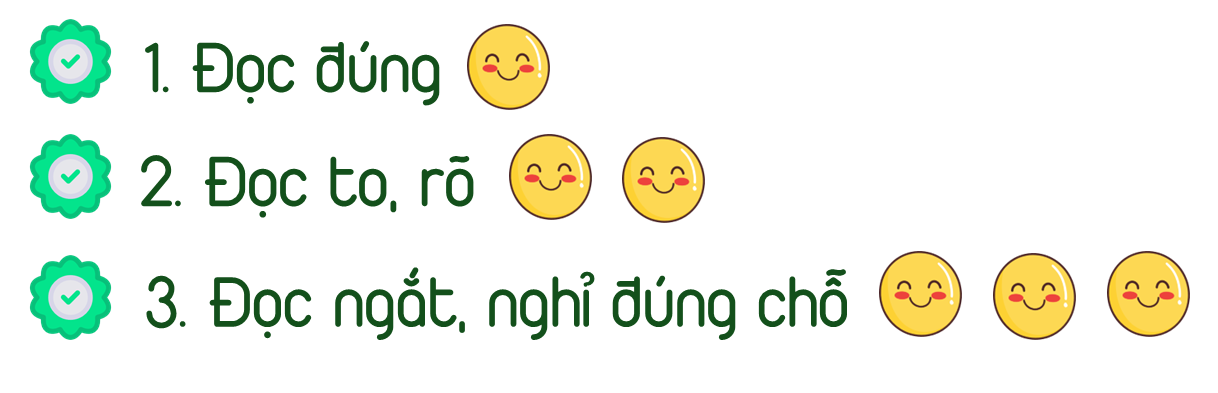 1. Đọc đúng
2. Đọc to, rõ
3. Đọc ngắt, nghỉ đúng chỗ